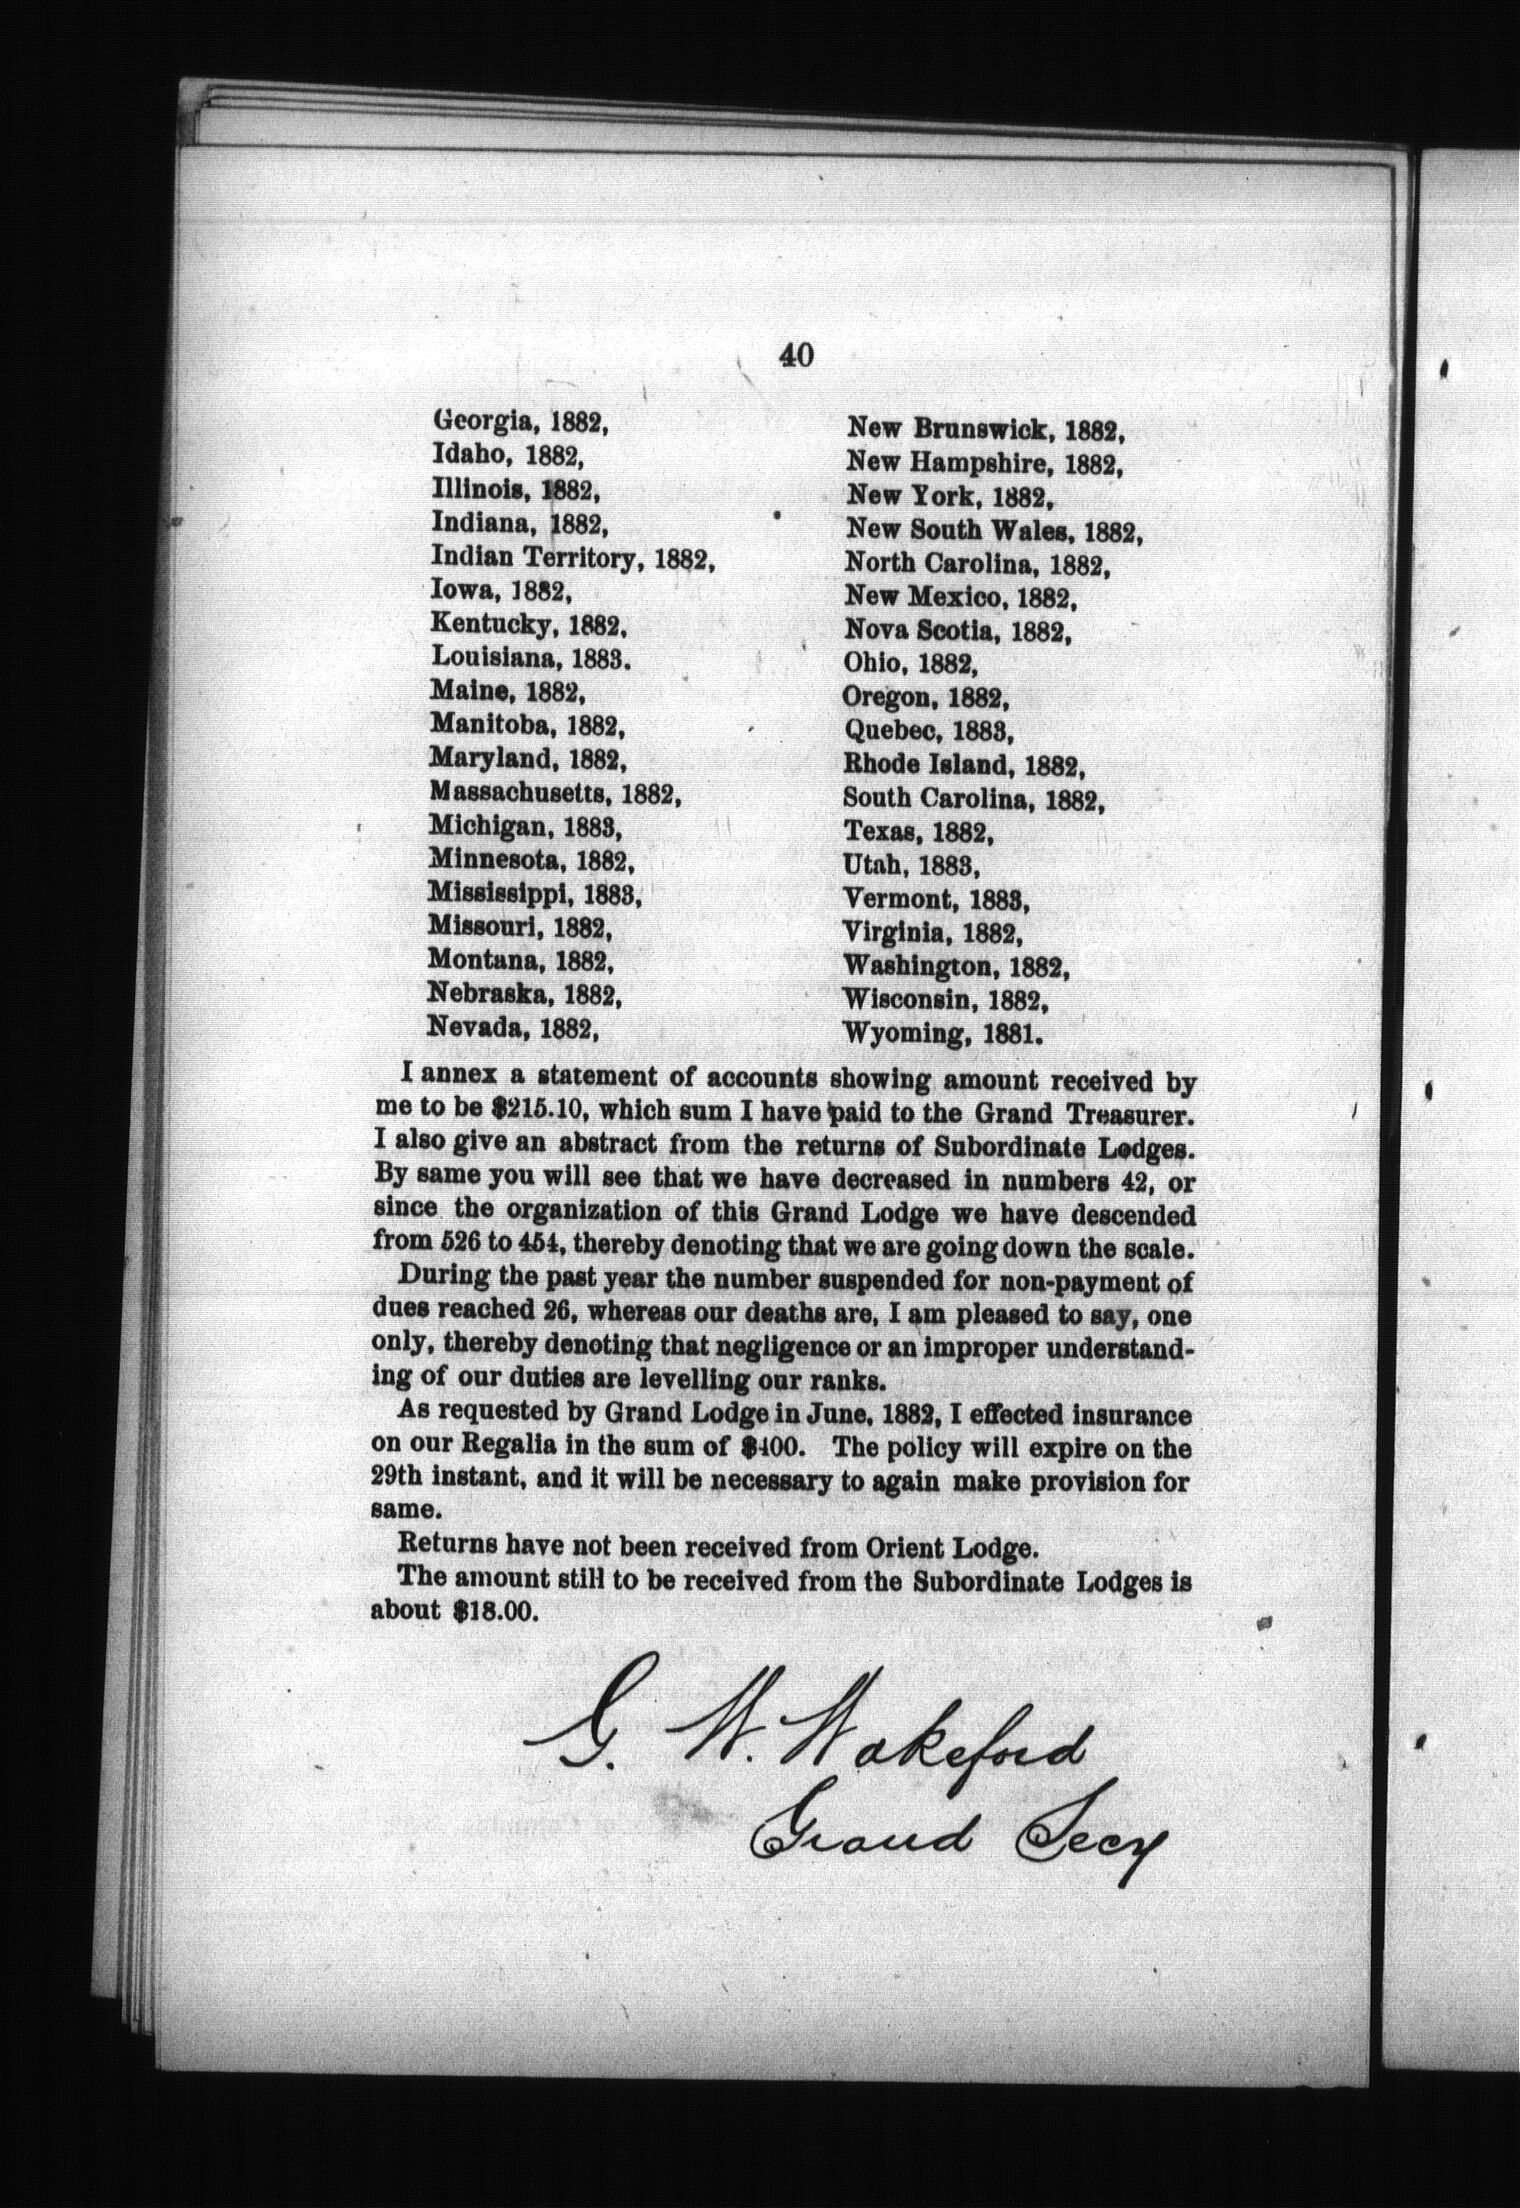 40
Georgia, 1882,
Idaho, 1882,
Illinois, 1882,
Indiana, 1882,
Indian Territory, 1882,
Iowa, 1882,
Kentucky, 1882,
Louisiana, 1883.
Maine, 1882,
Manitoba, 1882,
Maryland, 1882,
Massachusetts, 1882,
Michigan, 1883,
Minnesota, 1882,
Mississippi, 1883,
Missouri, 1882,
Montana, 1882,
Nebraska, 1882,
Nevada, 1882,
New Brunswick, 1882,
New Hampshire, 1882,
New York, 1882,
New South Wales, 1882,
North Carolina, 1882,
New Mexico, 1882,
Nova Scotia, 1882,
Ohio, 1882,
Oregon, 1882,
Quebec, 1883,
Rhode Island, 1882,
South Carolina, 1882,
Texas, 1882,
Utah, 1883,
Vermont, 1883,
Virginia, 1882,
Washington, 1882,
Wisconsin, 1882,
Wyoming, 1881.
I annex a statement of accounts showing amount received by
me to be $215.10, which sum I have paid to the Grand Treasurer.
I also give an abstract from the returns of Subordinate Lodges.
By same you will see that we have decreased in numbers 42, or
since the organization of this Grand Lodge we have descended
from 526 to 454, thereby denoting that we are going down the scale.
During the past year the number suspended for non-payment of
dues reached 26, whereas our deaths are, I am pleased to say, one
only, thereby denoting that negligence or an improper understand-
ing of our duties are levelling our ranks.
As requested by Grand Lodge in June, 1882, I effected insurance
on our Regalia in the sum of $400. The policy will expire on the
29th instant, and it will be necessary to again make provision for
same.
Returns have not been received from Orient Lodge.
The amount still to be received from the Subordinate Lodges is
about $18.00.
G. W. Wakeford
Grand Secy